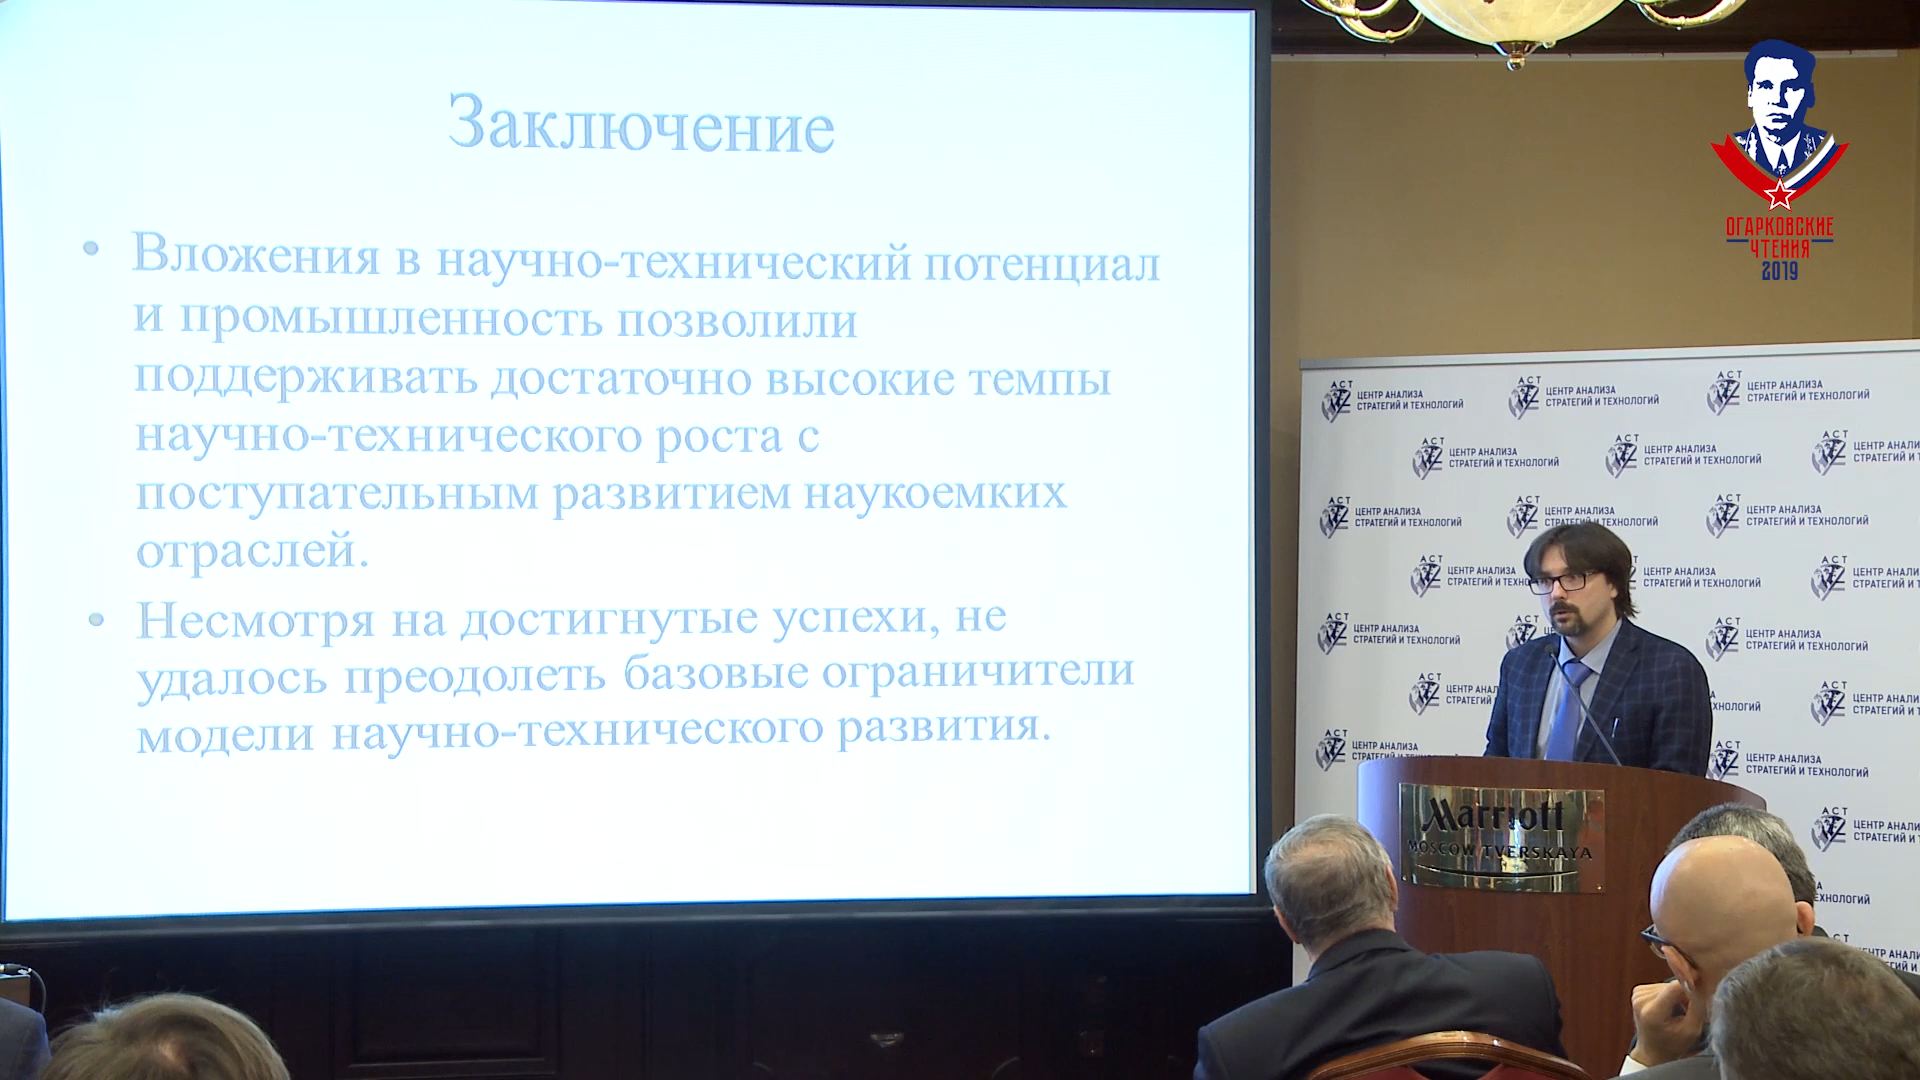 Заключение
• Вложения в научно-технический потенциал
и промышленность позволили
поддерживать достаточно высокие темпы
научно-технического роста с
поступательным развитием наукоемких
отраслей.
• Несмотря на достигнутые успехи, не
удалось преодолеть базовые ограничители
модели научно-технического развития.
ОГАРКОВСКИЕ
ЧТЕНИЯ
2019
АСТ
ЦЕНТР АНАЛИЗА
СТРАТЕГИЙ И ТЕХНОЛОГИЙ
Marriott
MOSCOW TVERSKAYA